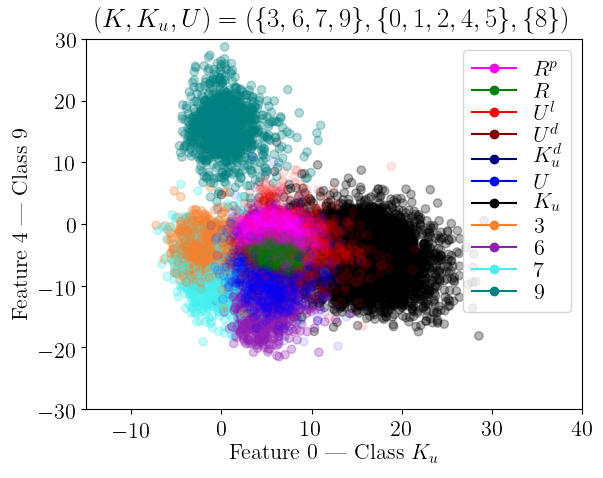 (K, K_u, U) = ({3, 6, 7, 9}, {0, 1, 2, 4, 5}, {8})
30
20
10
0
−10
−20
−30
Feature 4 — Class 9
R^p
R
U^l
U^d
K_u^d
U
K_u
3
6
7
9
−10
0
10
20
30
40
Feature 0 — Class K_u